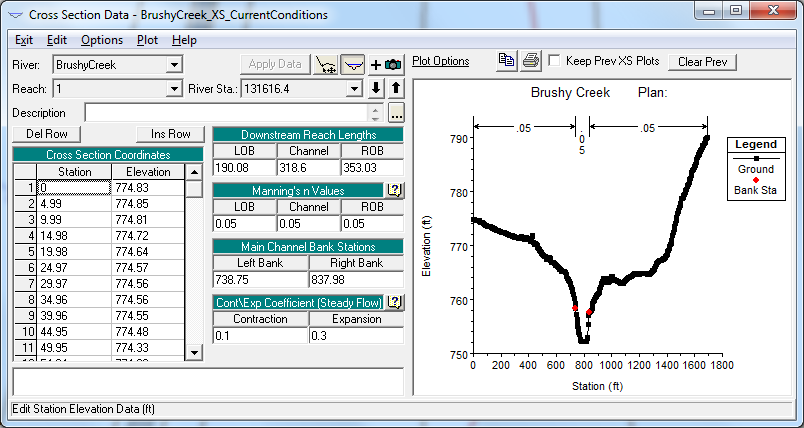 Cross Section Data - BrushyCreek_XS_CurrentConditions
Exit Edit Options Plot Help
River: BrushyCreek Apply Data
Reach: 1 River Sta.: 131616.4
Description ...
Del Row Ins Row
Cross Section Coordinates
Station Elevation
1 0 774.83
2 4.99 774.85
3 9.99 774.81
4 14.98 774.72
5 19.98 774.64
6 24.97 774.57
7 29.97 774.56
8 34.96 774.56
9 39.96 774.55
10 44.95 774.48
11 49.95 774.33
Downstream Reach Lengths
LOB Channel ROB
190.08 318.6 353.03
Manning's n Values
LOB Channel ROB
0.05 0.05 0.05
Main Channel Bank Stations
Left Bank Right Bank
738.75 837.98
Cont\Exp Coefficient (Steady Flow)
Contraction Expansion
0.1 0.3
Plot Options Keep Prev XS Plots Clear Prev
Brushy Creek Plan:
.05 .05 .05
Legend
Ground
Bank Sta
Elevation (ft)
790
780
770
760
750
0 200 400 600 800 1000 1200 1400 1600 1800
Station (ft)
Edit Station Elevation Data (ft)